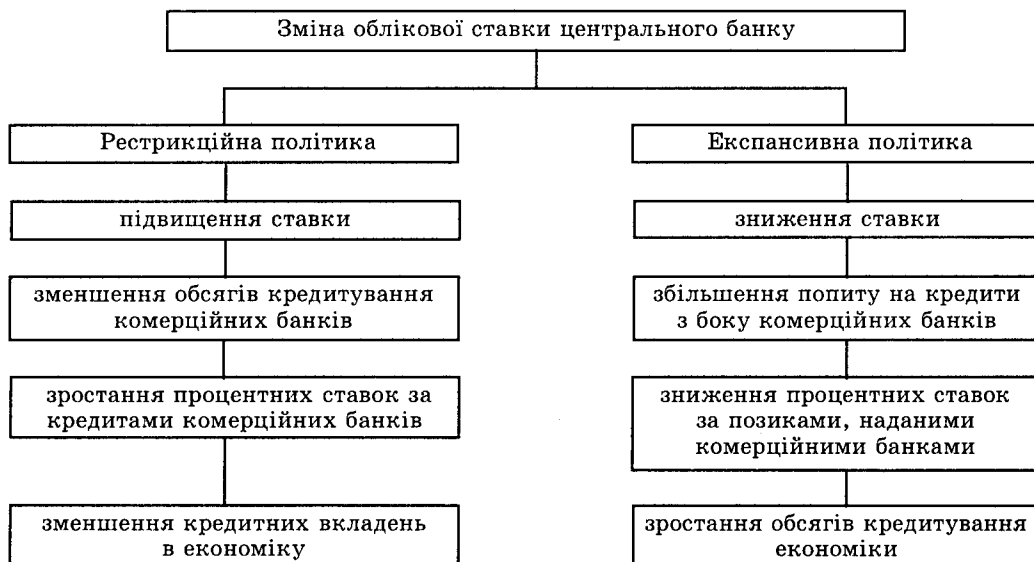 Зміна облікової ставки центрального банку
Рестрикційна політика
підвищення ставки
зменшення обсягів кредитування
комерційних банків
зростання процентних ставок за
кредитами комерційних банків
зменшення кредитних вкладень
в економіку
Експансивна політика
зниження ставки
збільшення попиту на кредити
з боку комерційних банків
зниження процентних ставок
за позиками, наданими
комерційними банками
зростання обсягів кредитування
економіки